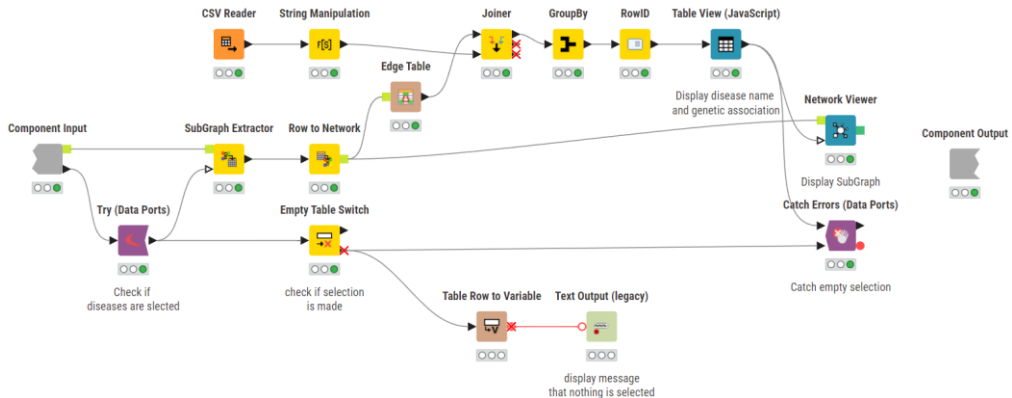 CSV Reader
String Manipulation
Joiner
GroupBy
RowID
Table View (JavaScript)
F[S]
Edge Table
Display disease name
and genetic association
Network Viewer
Component Input
SubGraph Extractor
Row to Network
Component Output
Display SubGraph
Try (Data Ports)
Empty Table Switch
Catch Errors (Data Ports)
Check if
diseases are slected
check if selection
is made
Catch empty selection
Table Row to Variable
Text Output (legacy)
V
display message
that nothing is selected